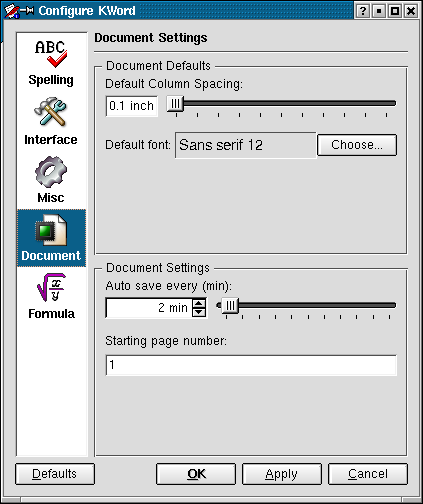 Configure KWord
?
ABC
Spelling
Interface
Misc
Document
x
√ y
Formula
Document Settings
Document Defaults
Default Column Spacing:
0.1 inch
Default font: Sans serif 12 Choose...
Document Settings
Auto save every (min):
2 min
Starting page number:
1
Defaults OK Apply Cancel